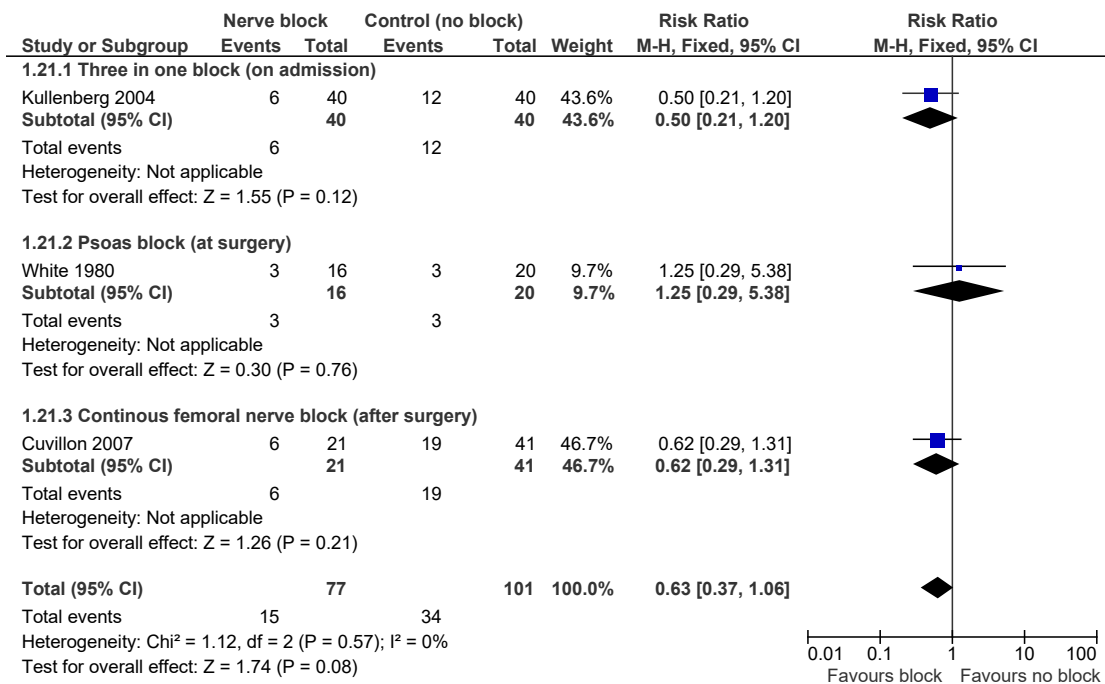 Nerve block Control (no block) Risk Ratio Risk Ratio
Study or Subgroup Events Total Events Total Weight M-H, Fixed, 95% CI M-H, Fixed, 95% CI
1.21.1 Three in one block (on admission)
Kullenberg 2004 6 40 12 40 43.6% 0.50 [0.21, 1.20]
Subtotal (95% CI) 40 40 43.6% 0.50 [0.21, 1.20]
Total events 6 12
Heterogeneity: Not applicable
Test for overall effect: Z = 1.55 (P = 0.12)
1.21.2 Psoas block (at surgery)
White 1980 3 16 3 20 9.7% 1.25 [0.29, 5.38]
Subtotal (95% CI) 16 20 9.7% 1.25 [0.29, 5.38]
Total events 3 3
Heterogeneity: Not applicable
Test for overall effect: Z = 0.30 (P = 0.76)
1.21.3 Continous femoral nerve block (after surgery)
Cuvillon 2007 6 21 19 41 46.7% 0.62 [0.29, 1.31]
Subtotal (95% CI) 21 41 46.7% 0.62 [0.29, 1.31]
Total events 6 19
Heterogeneity: Not applicable
Test for overall effect: Z = 1.26 (P = 0.21)
Total (95% CI) 77 101 100.0% 0.63 [0.37, 1.06]
Total events 15 34
Heterogeneity: Chi² = 1.12, df = 2 (P = 0.57); I² = 0%
Test for overall effect: Z = 1.74 (P = 0.08)
0.01 0.1 1 10 100
Favours block Favours no block